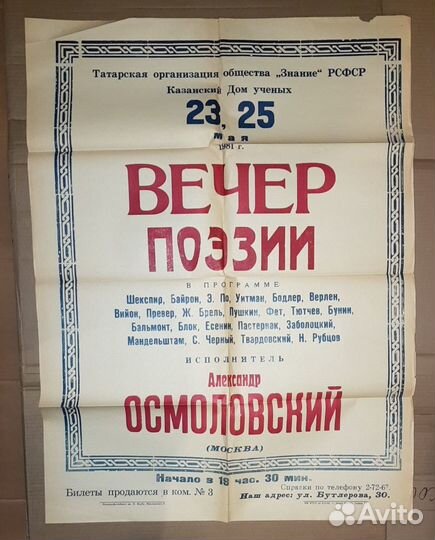 Татарская организация общества „Знание" РСФСР
Казанский Дом ученых
23, 25
мая
1981 г.
ВЕЧЕР
ПОЭЗИИ
В ПРОГРАММЕ
Шекспир, Байрон, Э. По, Уитман, Бодлер, Верлен,
Вийон, Превер, Ж. Брель, Пушкин, Фет, Тютчев, Бунин,
Бальмонт, Блок, Есенин, Пастернак, Заболоцкий,
Мандельштам, С. Черный, Твардовский, Н. Рубцов
ИСПОЛНИТЕЛЬ
Александр
ОСМОЛОВСКИЙ
(МОСКВА)
Начало в 18 час. 30 мин.
Билеты продаются в ком. № 3
Справки по телефону 2-72-67.
Наш адрес: ул. Бутлерова, 30.
Avito